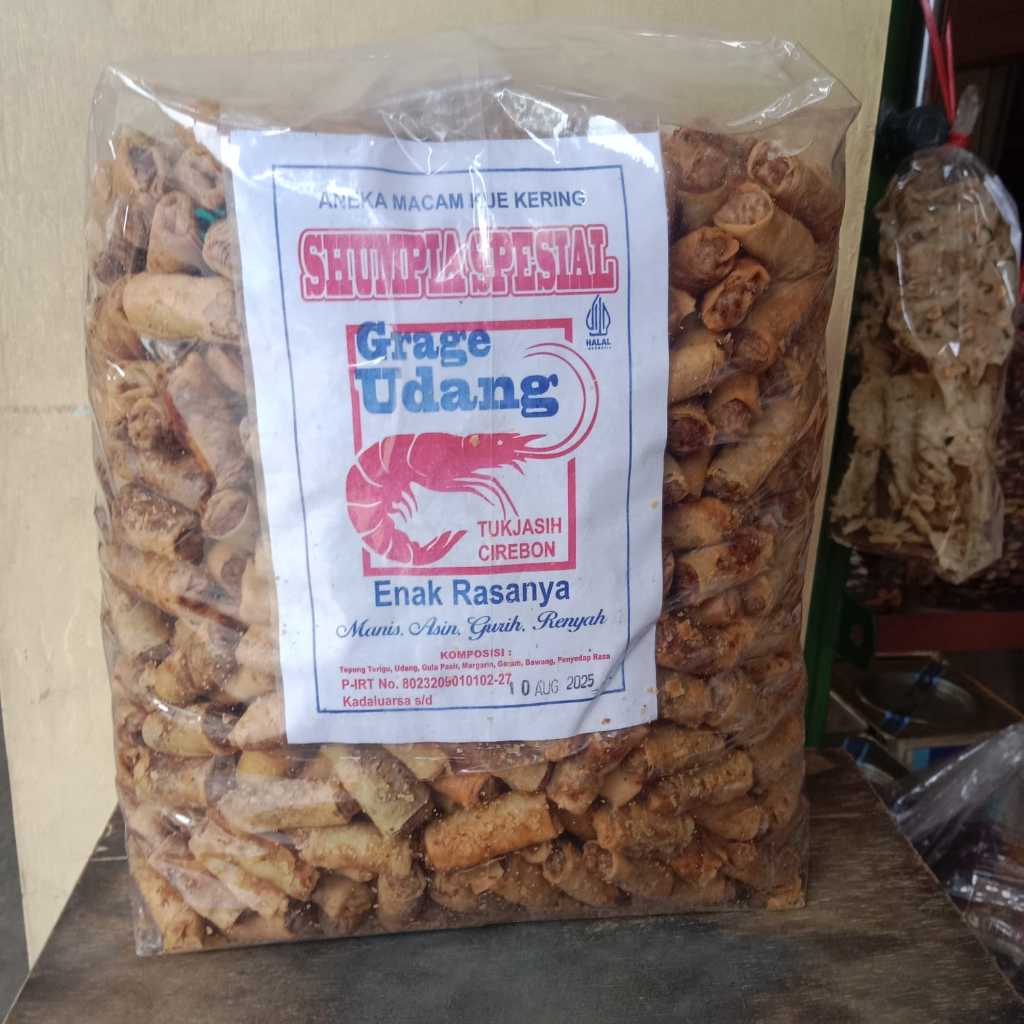 ANEKA MACAM KUE KERING
SHUMPIA SPESIAL
HALAL
INDONESIA
Grage
Udang
TUKJASIH
CIREBON
Enak Rasanya
Manis, Asin, Gurih, Renyah
KOMPOSISI :
Tepung Terigu, Udang, Gula Pasir, Margarin, Garam, Bawang, Penyedap Rasa
P-IRT No. 8023209010102-27
Kadaluarsa s/d
10 AUG 2025